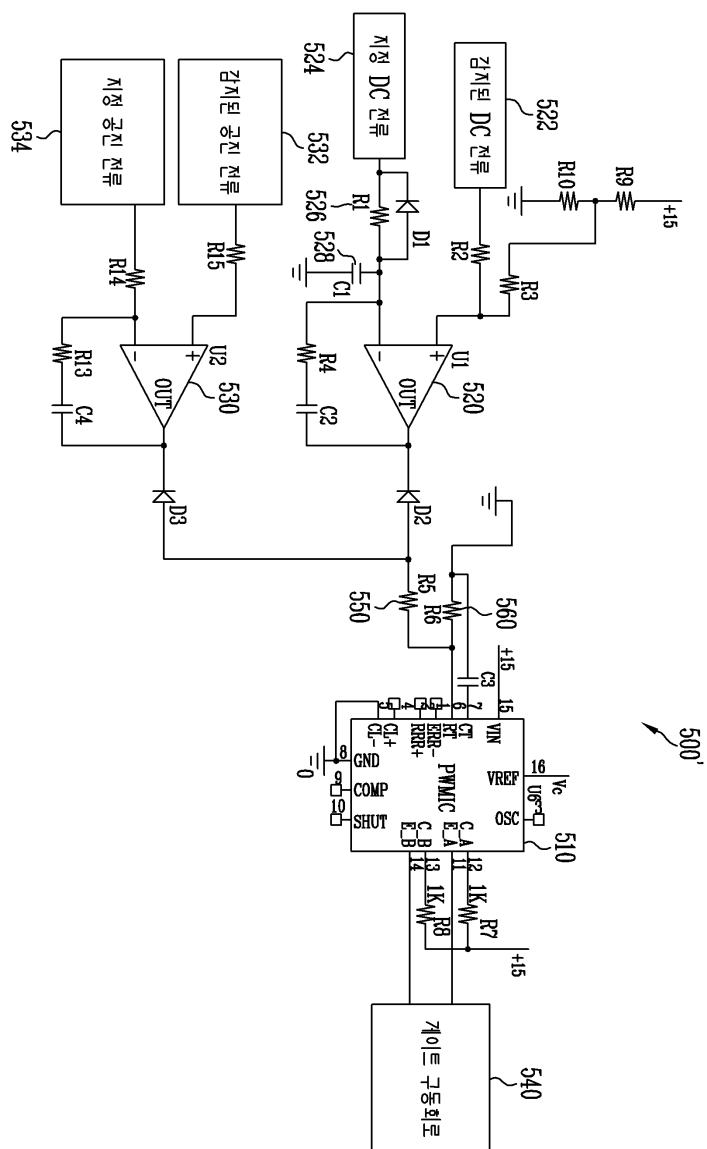 500'
+15
R9
R10
R3
522
감지된 DC 전류
R2
524
지정 DC 전류
D1
R1
526
528
C1
U1
520
+
-
OUT
R4
C2
D2
532
감지된 공진 전류
R15
534
지정 공진 전류
R14
U2
530
+
-
OUT
R13
C4
D3
R5
550
R6
560
C3
+15
15
7
6
1
2
4
5
VIN
CT
RT
ERR-
RRR+
CL+
CL-
PWMIC
VREF
16
Vc
U6
OSC
3
510
8
GND
0
9
COMP
10
SHUT
C_A
E_A
C_B
E_B
12
11
13
14
1K
R7
1K
R8
+15
540
게이트 구동회로